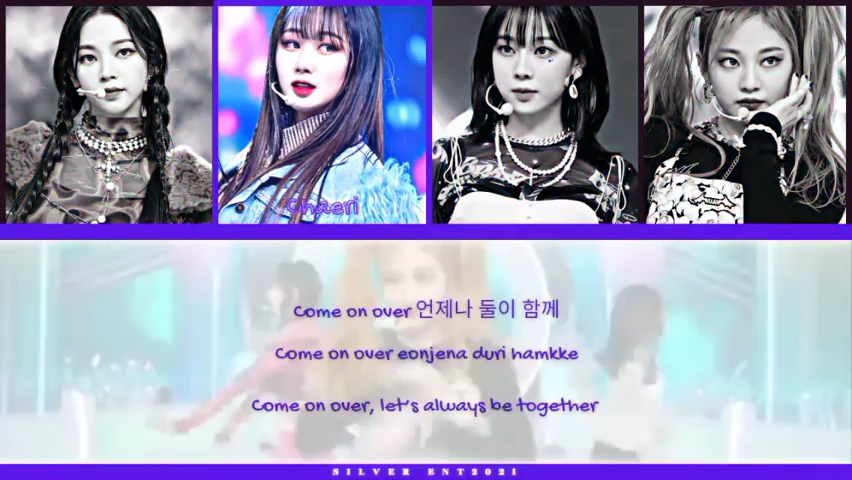 Chaeri
Come on over 언제나 둘이 함께
Come on over eonjena duri hamkke
Come on over, let's always be together
SILVER ENT2021